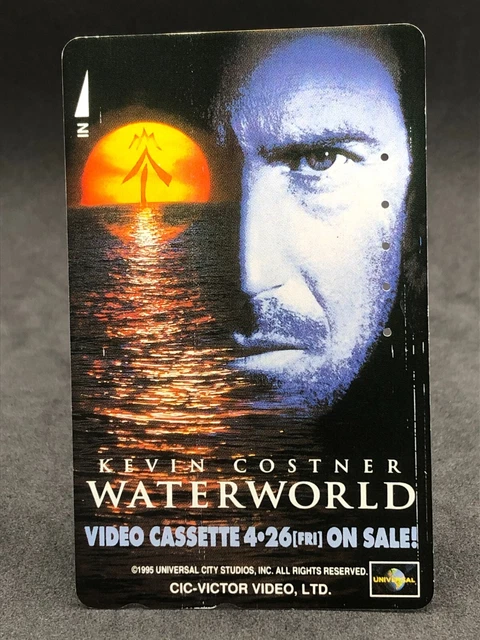 IN
KEVIN COSTNER
WATERWORLD
VIDEO CASSETTE 4•26[FRI] ON SALE!
©1995 UNIVERSAL CITY STUDIOS, INC. ALL RIGHTS RESERVED.
CIC-VICTOR VIDEO, LTD.
UNIVERSAL